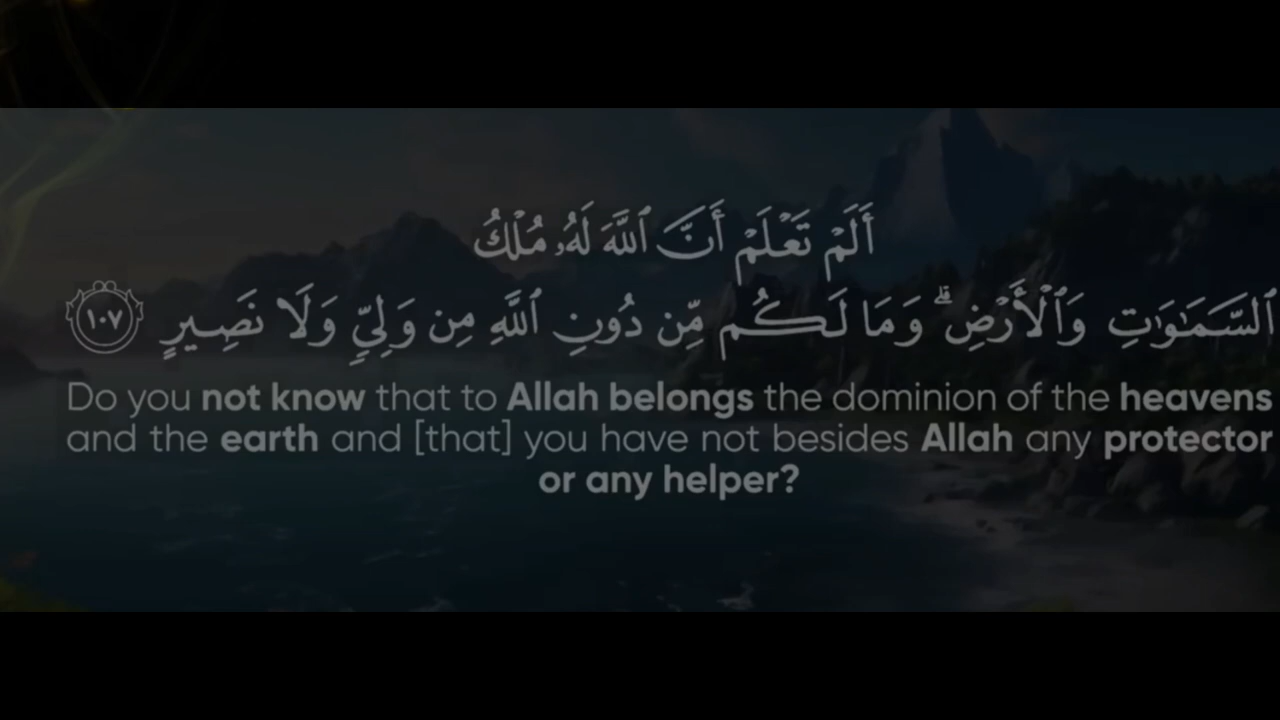 أَلَمْ تَعْلَمْ أَنَّ ٱللَّهَ لَهُۥ مُلْكُ
ٱلسَّمَٰوَٰتِ وَٱلْأَرْضِ ۗ وَمَا لَكُم مِّن دُونِ ٱللَّهِ مِن وَلِيٍّ وَلَا نَصِيرٍ ١٠٧
Do you not know that to Allah belongs the dominion of the heavens
and the earth and [that] you have not besides Allah any protector
or any helper?